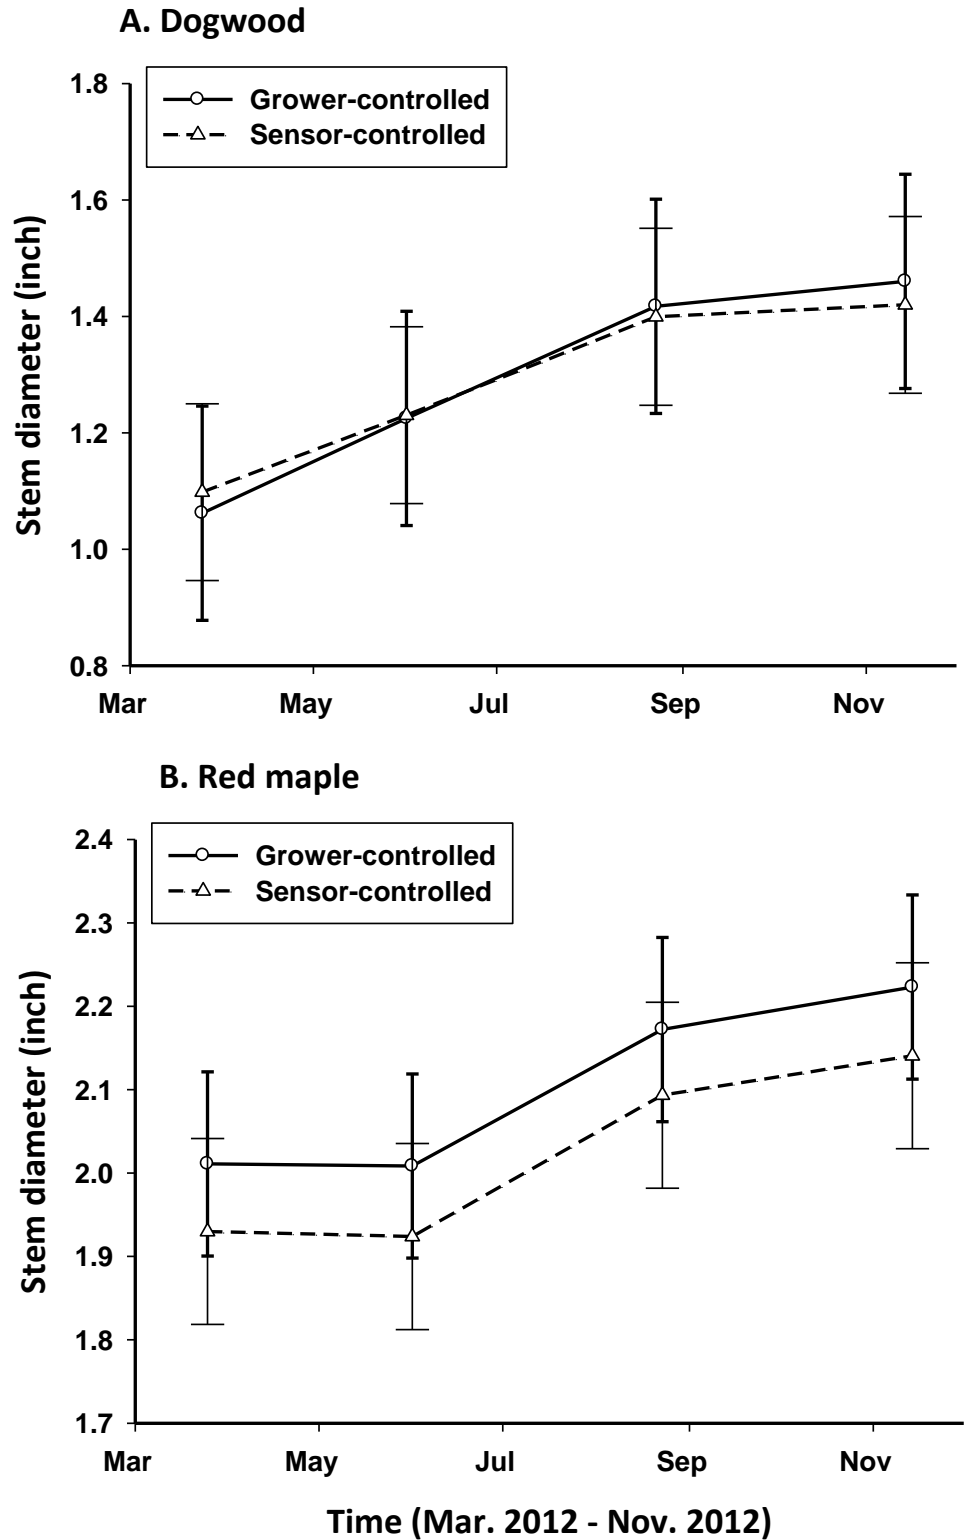 A. Dogwood
Grower-controlled
Sensor-controlled
Stem diameter (inch)
1.8
1.6
1.4
1.2
1.0
0.8
Mar May Jul Sep Nov
B. Red maple
Grower-controlled
Sensor-controlled
Stem diameter (inch)
2.4
2.3
2.2
2.1
2.0
1.9
1.8
1.7
Mar May Jul Sep Nov
Time (Mar. 2012 - Nov. 2012)